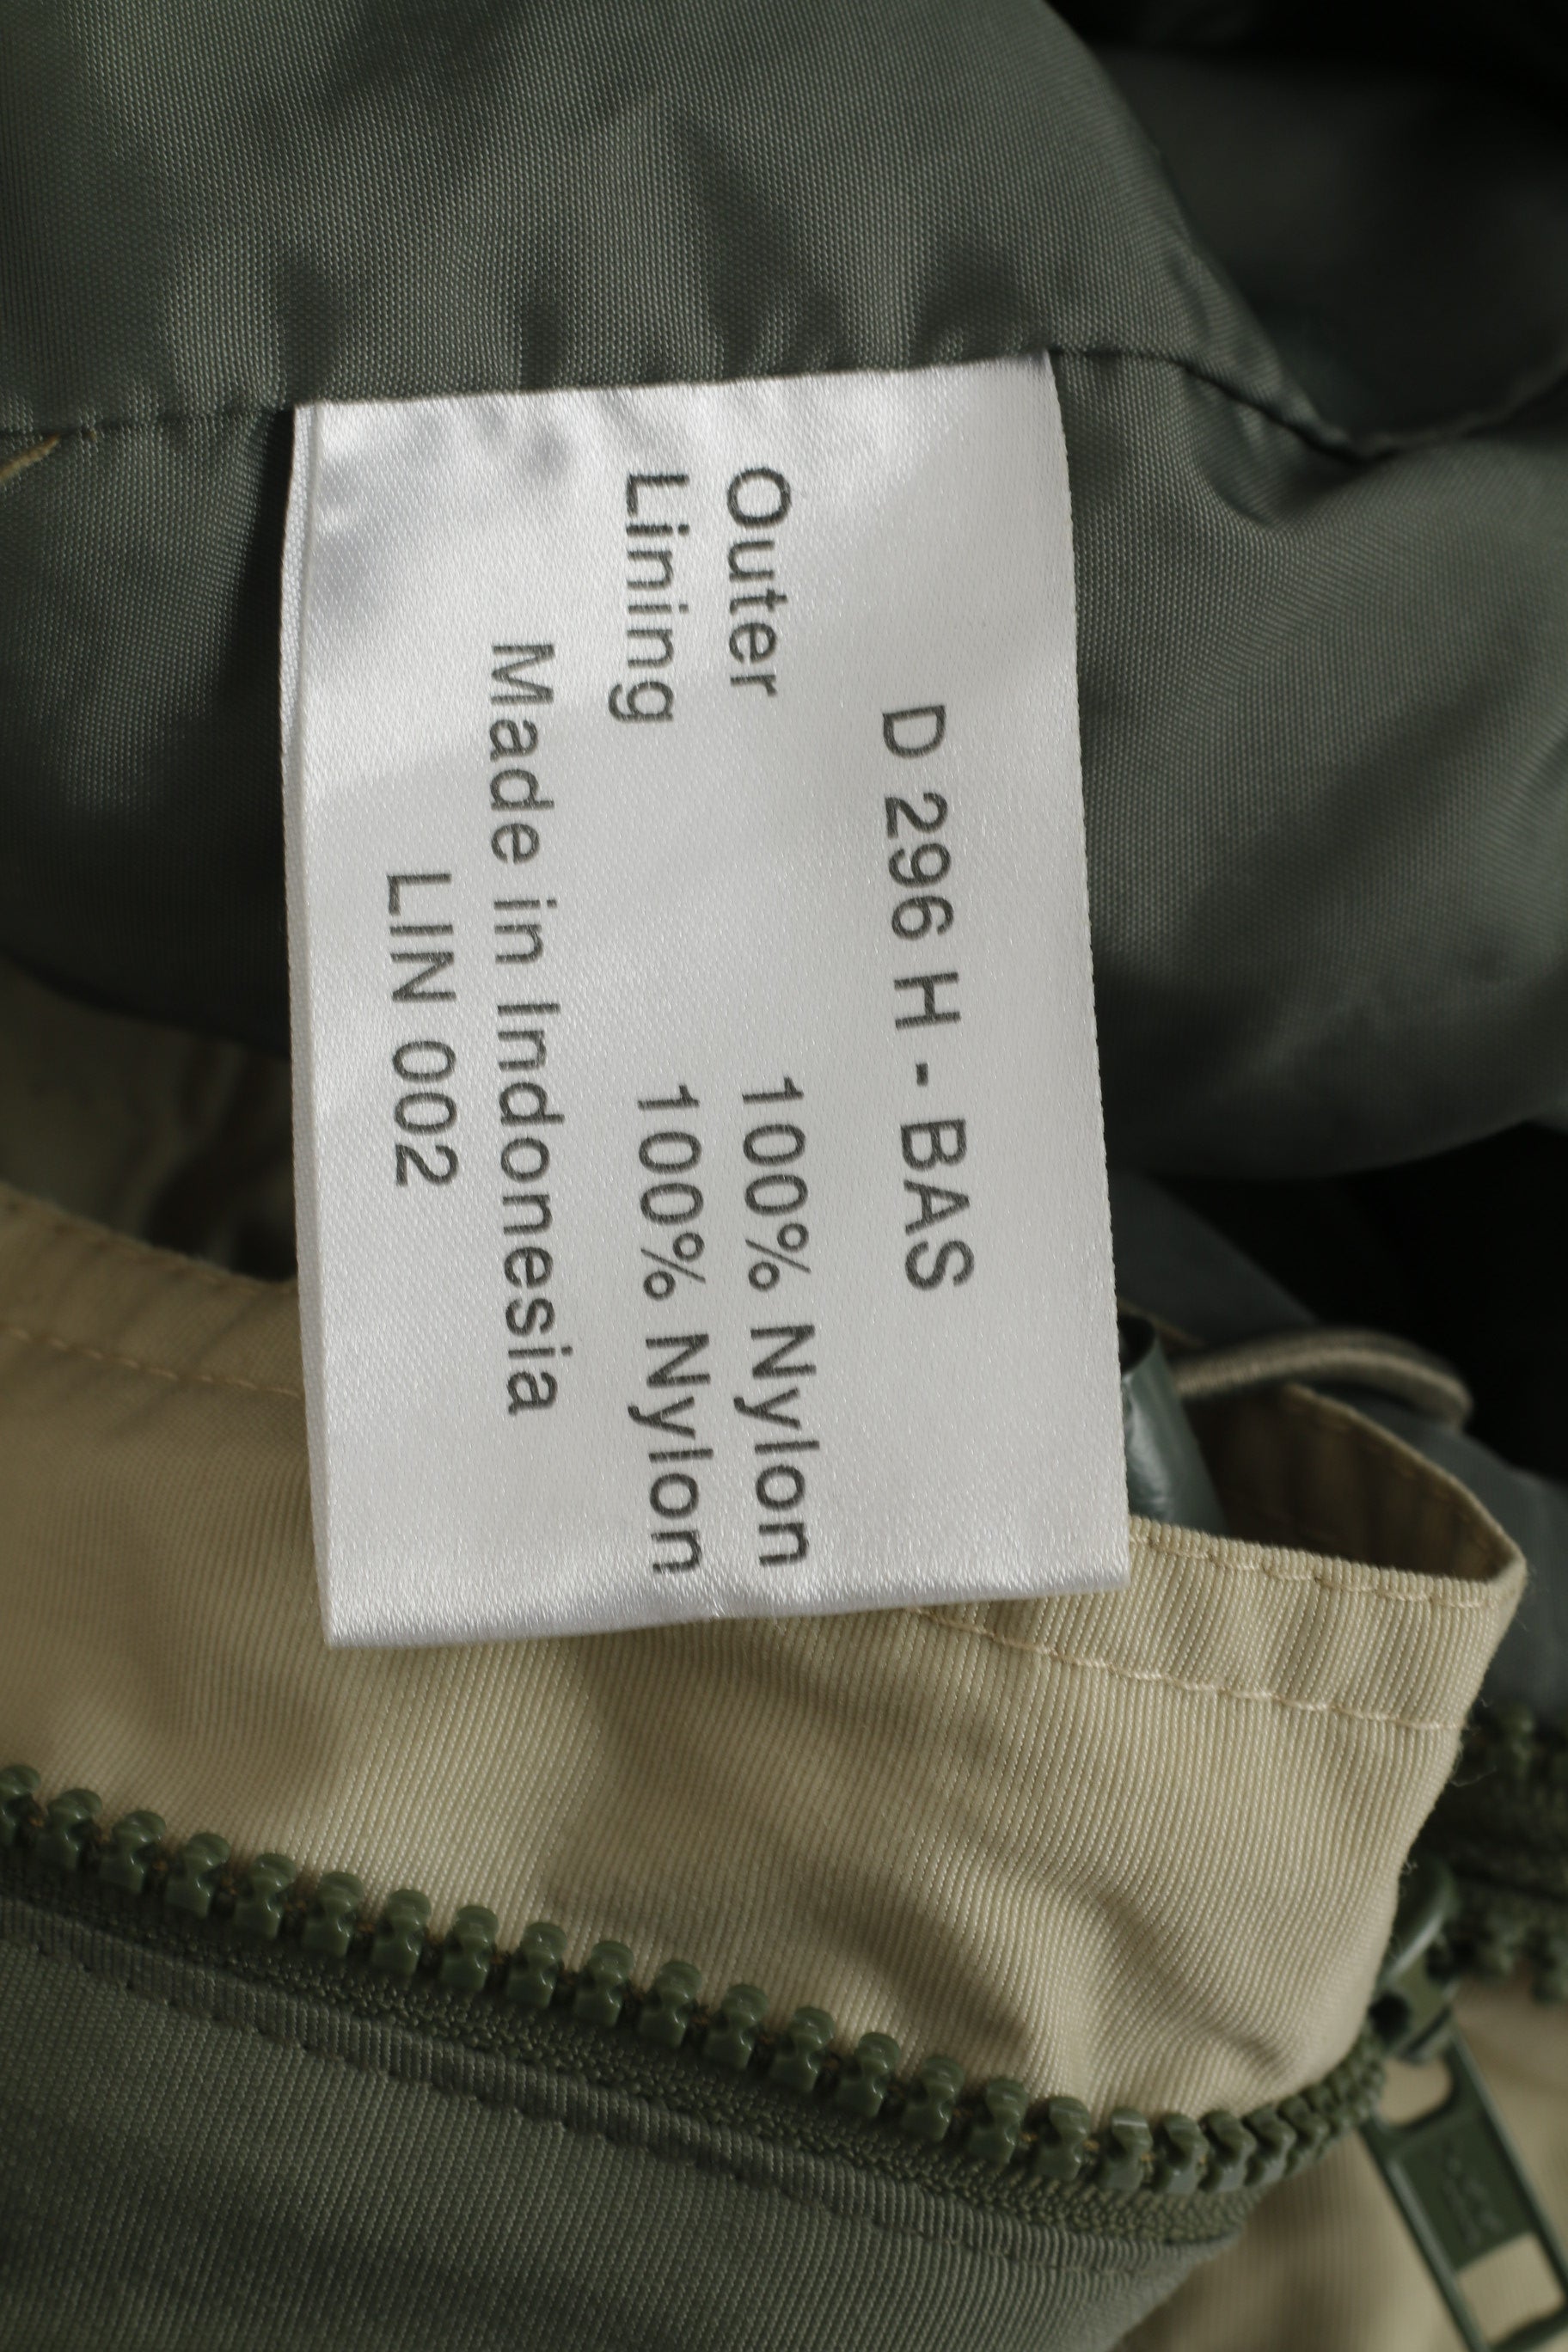 D 296 H - BAS
Outer 100% Nylon
Lining 100% Nylon
Made in Indonesia
LIN 002